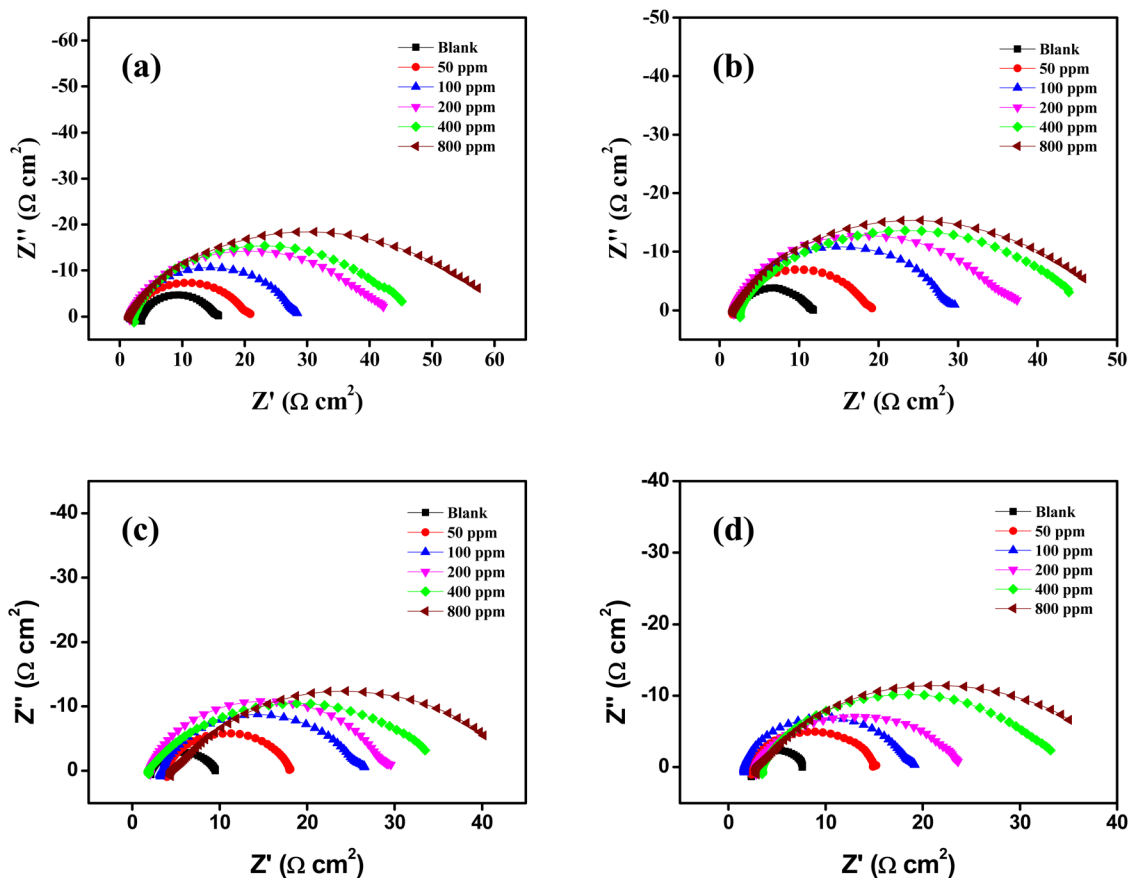 (a)
Blank
50 ppm
100 ppm
200 ppm
400 ppm
800 ppm
-60
-50
-40
-30
-20
-10
0
Z'' (Ω cm²)
0 10 20 30 40 50 60
Z' (Ω cm²)
(b)
Blank
50 ppm
100 ppm
200 ppm
400 ppm
800 ppm
-50
-40
-30
-20
-10
0
Z'' (Ω cm²)
0 10 20 30 40 50
Z' (Ω cm²)
(c)
Blank
50 ppm
100 ppm
200 ppm
400 ppm
800 ppm
-40
-30
-20
-10
0
Z'' (Ω cm²)
0 10 20 30 40
Z' (Ω cm²)
(d)
Blank
50 ppm
100 ppm
200 ppm
400 ppm
800 ppm
-40
-30
-20
-10
0
Z'' (Ω cm²)
0 10 20 30 40
Z' (Ω cm²)